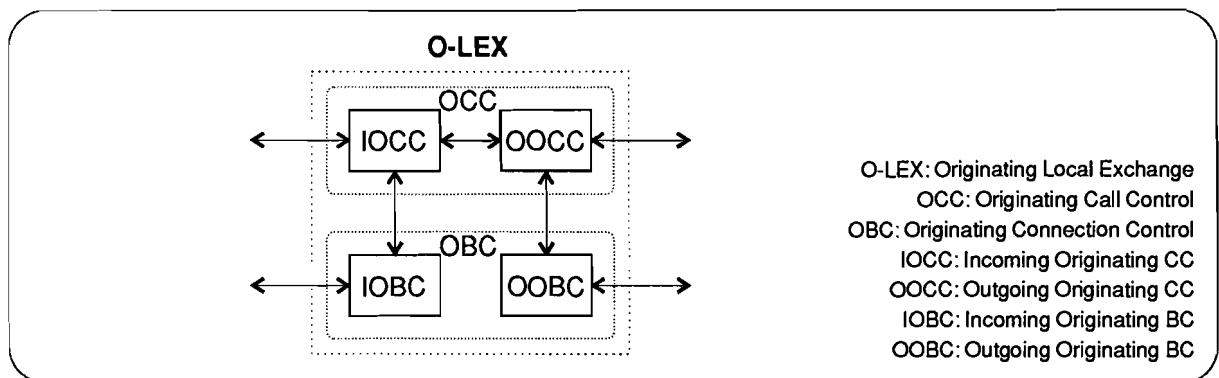 O-LEX
OCC
IOCC
OOCC
OBC
IOBC
OOBC
O-LEX: Originating Local Exchange
OCC: Originating Call Control
OBC: Originating Connection Control
IOCC: Incoming Originating CC
OOCC: Outgoing Originating CC
IOBC: Incoming Originating BC
OOBC: Outgoing Originating BC